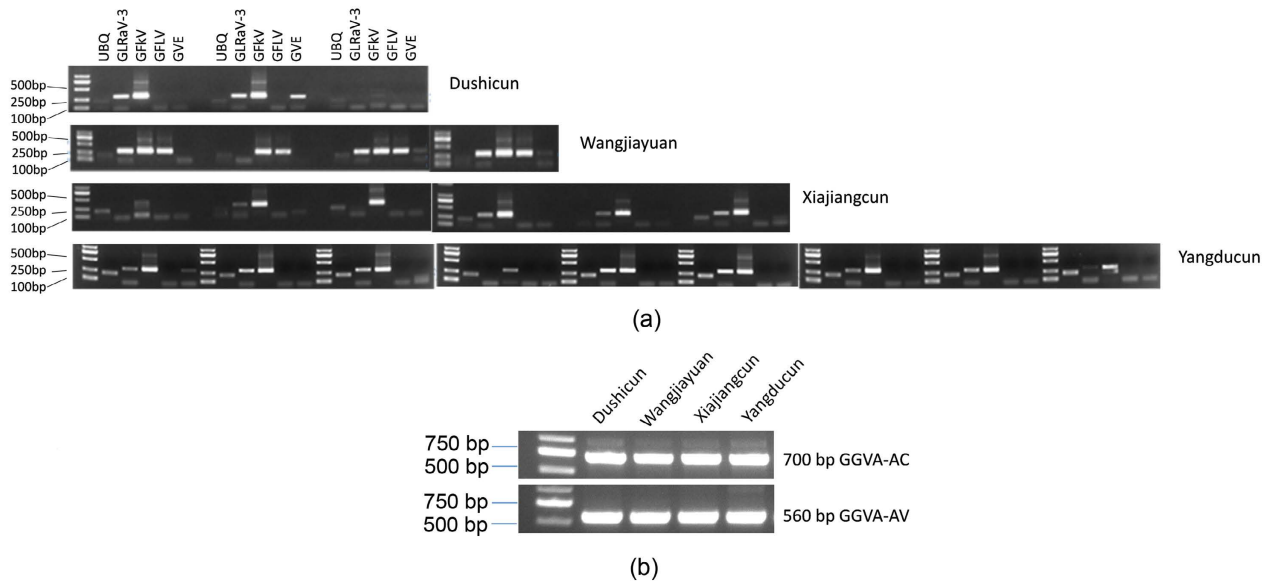 UBQ GLRaV-3 GFkV GFLV GVE UBQ GLRaV-3 GFkV GFLV GVE UBQ GLRaV-3 GFkV GFLV GVE
500bp
250bp
100bp
Dushicun
500bp
250bp
100bp
Wangjiayuan
500bp
250bp
100bp
Xiajiangcun
500bp
250bp
100bp
Yangducun
(a)
Dushicun Wangjiayuan Xiajiangcun Yangducun
750 bp
500 bp
700 bp GGVA-AC
750 bp
500 bp
560 bp GGVA-AV
(b)